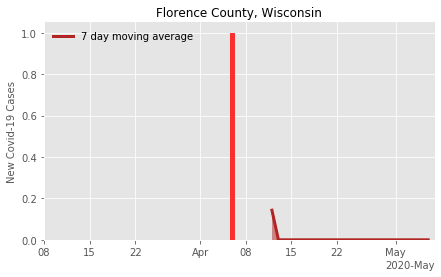 Florence County, Wisconsin
7 day moving average
New Covid-19 Cases
1.0
0.8
0.6
0.4
0.2
0.0
08 15 22 Apr 08 15 22 May
2020-May